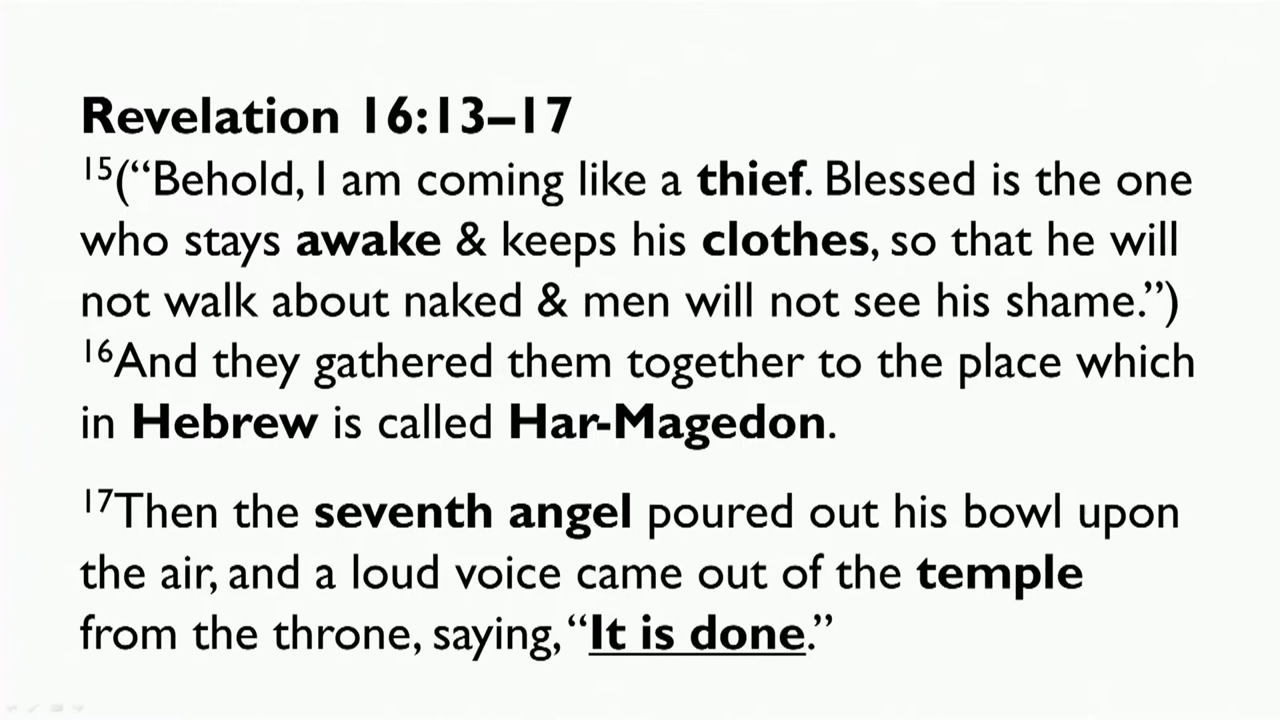 Revelation 16:13–17
15(“Behold, I am coming like a thief. Blessed is the one
who stays awake & keeps his clothes, so that he will
not walk about naked & men will not see his shame.”)
16And they gathered them together to the place which
in Hebrew is called Har-Magedon.
17Then the seventh angel poured out his bowl upon
the air, and a loud voice came out of the temple
from the throne, saying, “It is done.”